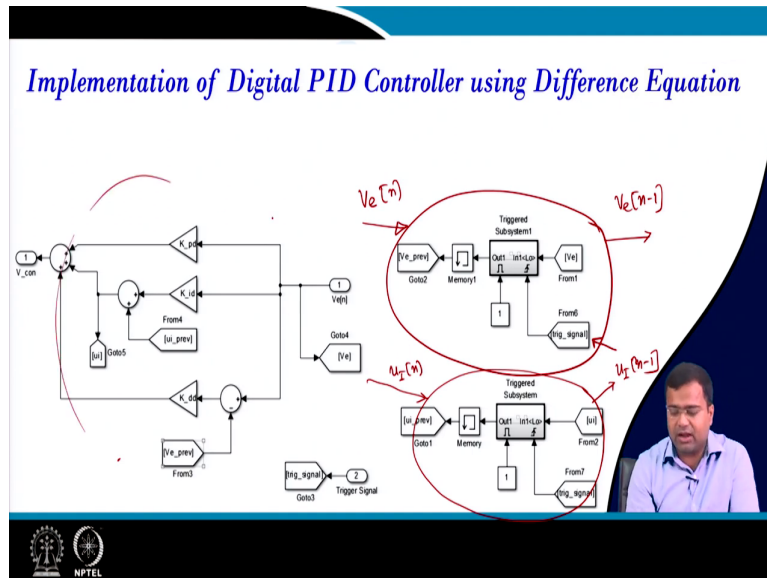 Implementation of Digital PID Controller using Difference Equation
1
V_con
K_pd
K_id
K_dd
From4
[ui_prev]
[ui]
Goto5
[Ve_prev]
From3
1
Ve[n]
Goto4
[Ve]
[trig_signal]
Goto3
2
Trigger Signal
Ve[n]
Ve[n-1]
Triggered
Subsystem1
[Ve_prev]
Goto2
Memory1
Out1
In1<Lo>
[Ve]
From1
1
From6
[trig_signal]
uI[n]
uI[n-1]
Triggered
Subsystem
[ui_prev]
Goto1
Memory
Out1
In1<Lo>
[ui]
From2
1
From7
[trig_signal]
NPTEL